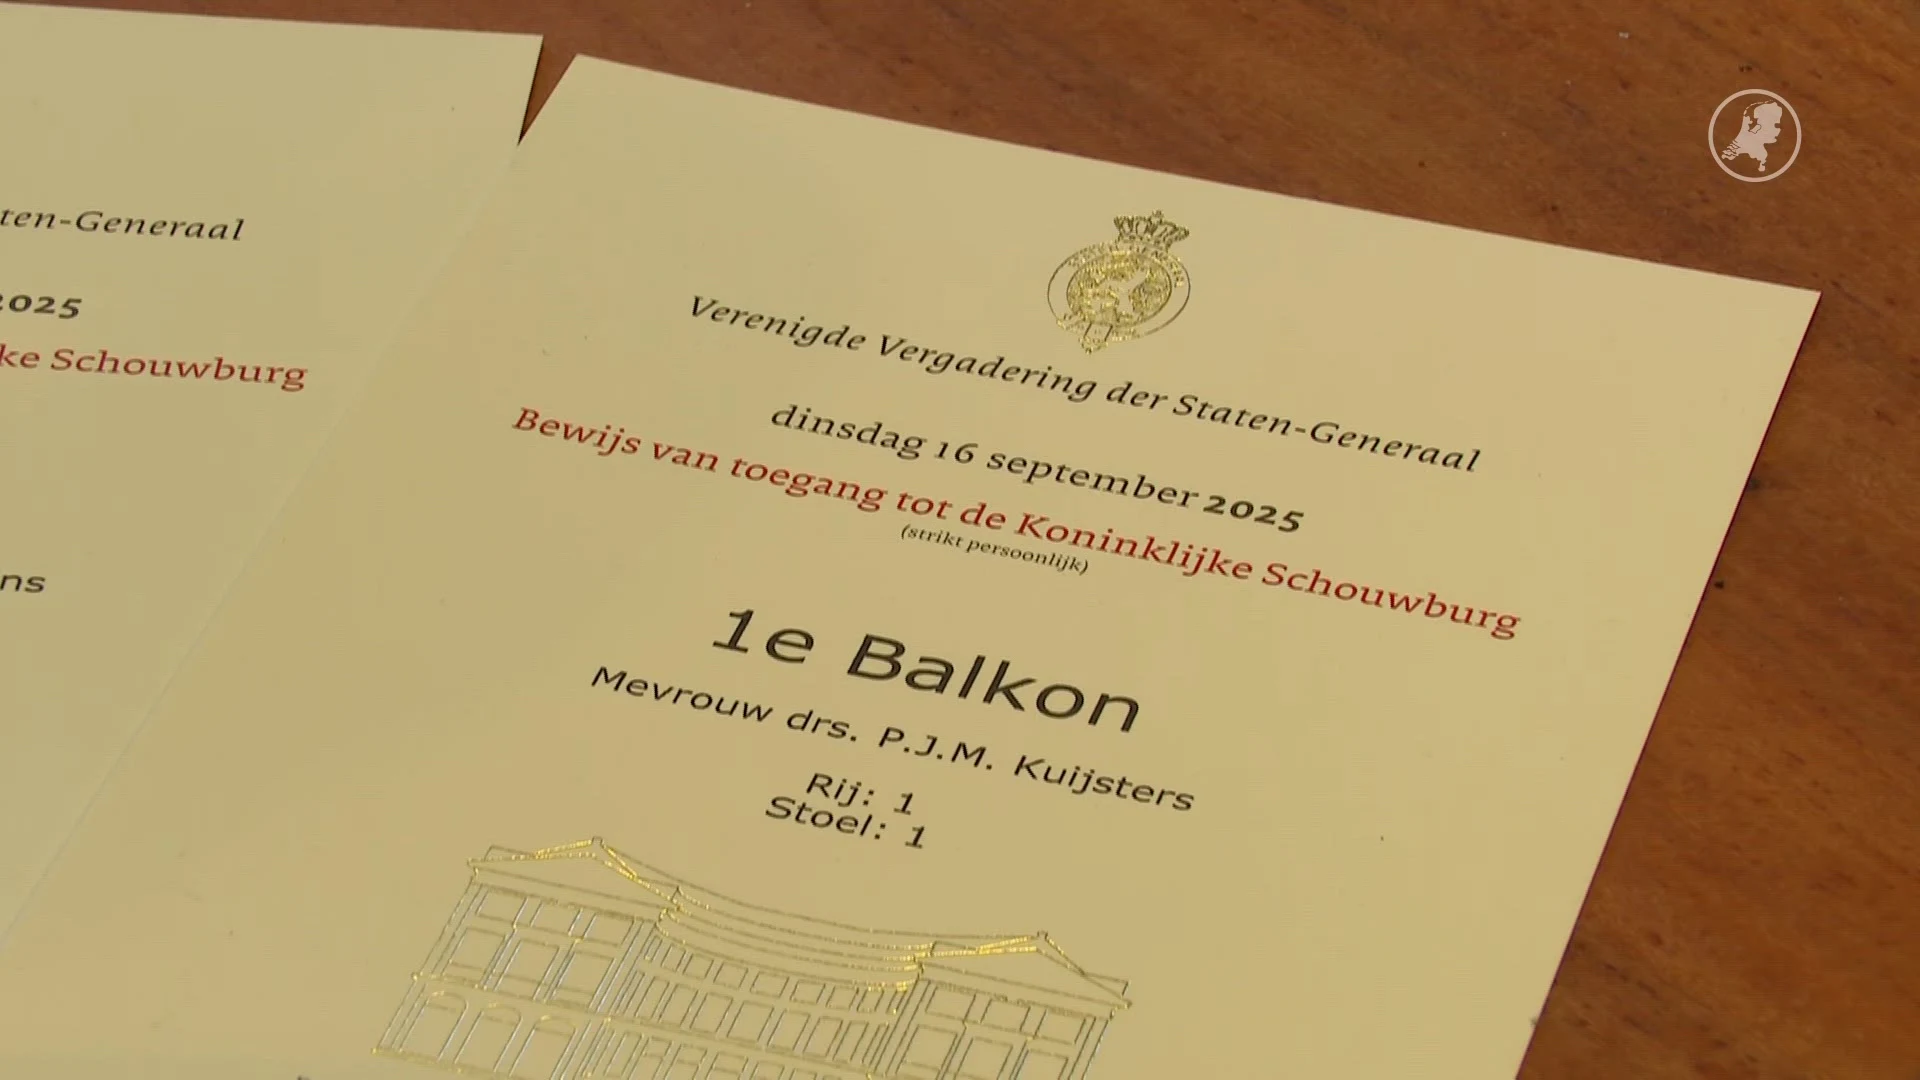 ten-Generaal
2025
ke Schouwburg
ns
Verenigde Vergadering der Staten-Generaal
dinsdag 16 september 2025
Bewijs van toegang tot de Koninklijke Schouwburg
(strikt persoonlijk)
1e Balkon
Mevrouw drs. P.J.M. Kuijsters
Rij: 1
Stoel: 1